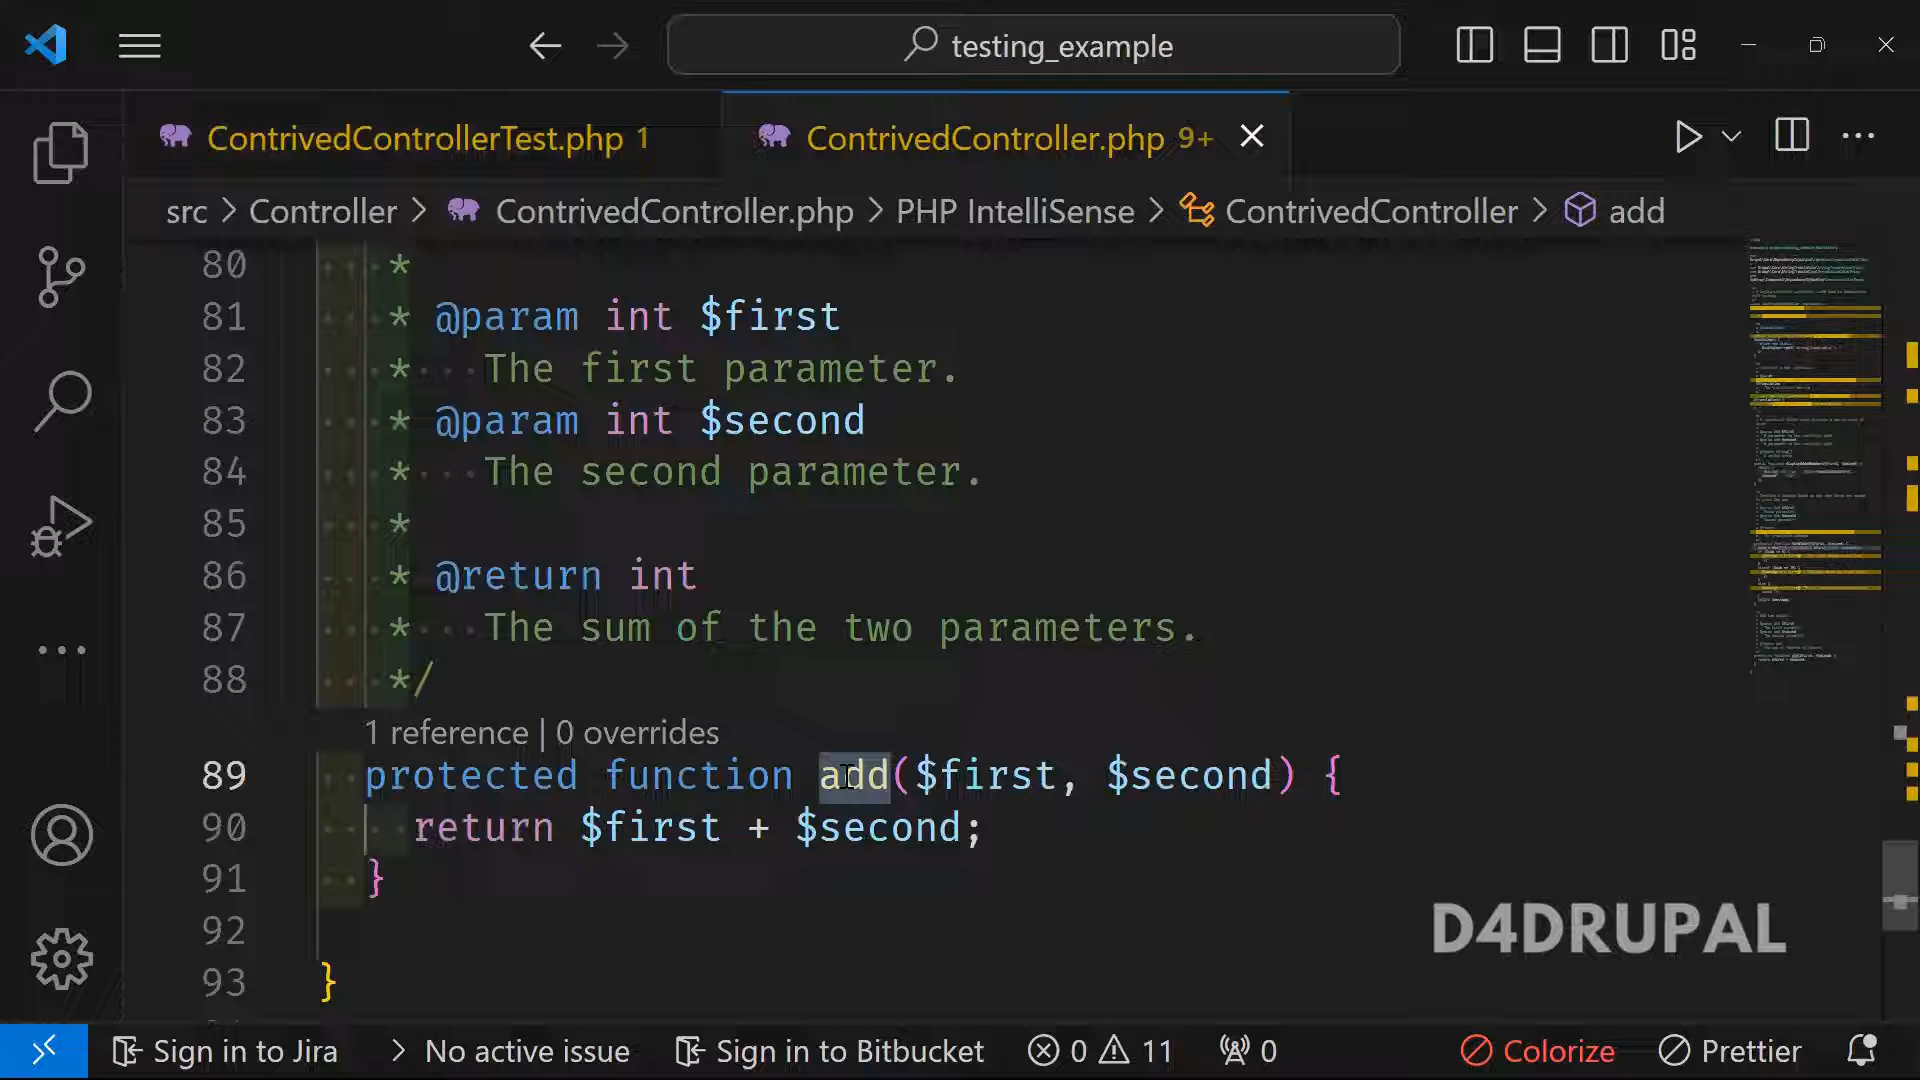 testing_example
ContrivedControllerTest.php 1
ContrivedController.php 9+
src > Controller > ContrivedController.php > PHP IntelliSense > ContrivedController > add
80 *
81 * @param int $first
82 * The first parameter.
83 * @param int $second
84 * The second parameter.
85 *
86 * @return int
87 * The sum of the two parameters.
88 */
1 reference | 0 overrides
89 protected function add($first, $second) {
90 return $first + $second;
91 }
92
93 }
D4DRUPAL
Sign in to Jira > No active issue Sign in to Bitbucket 0 11 0 Colorize Prettier